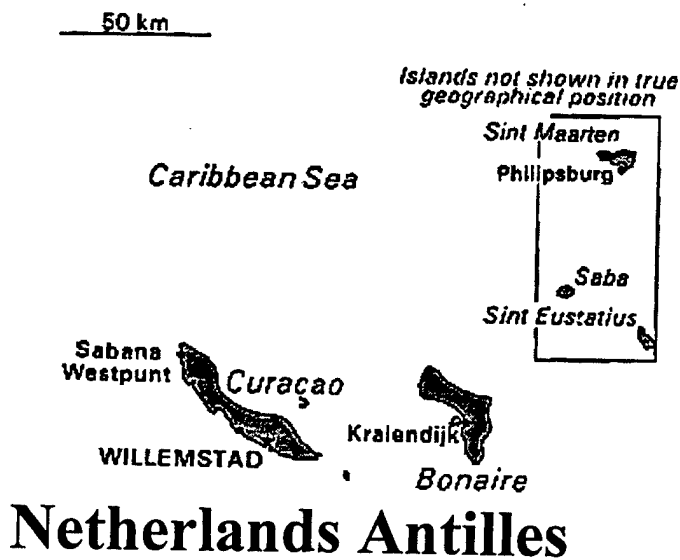 50 km
Islands not shown in true
geographical position
Sint Maarten
Philipsburg
Caribbean Sea
Saba
Sint Eustatius
Sabana
Westpunt
Curaçao
Kralendijk
WILLEMSTAD
Bonaire
Netherlands Antilles